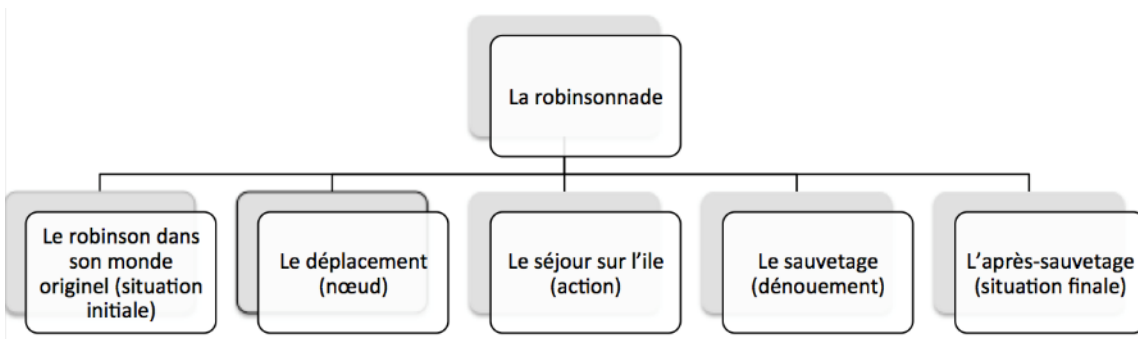 La robinsonnade
Le robinson dans
son monde
originel (situation
initiale)
Le déplacement
(nœud)
Le séjour sur l'ile
(action)
Le sauvetage
(dénouement)
L'après-sauvetage
(situation finale)